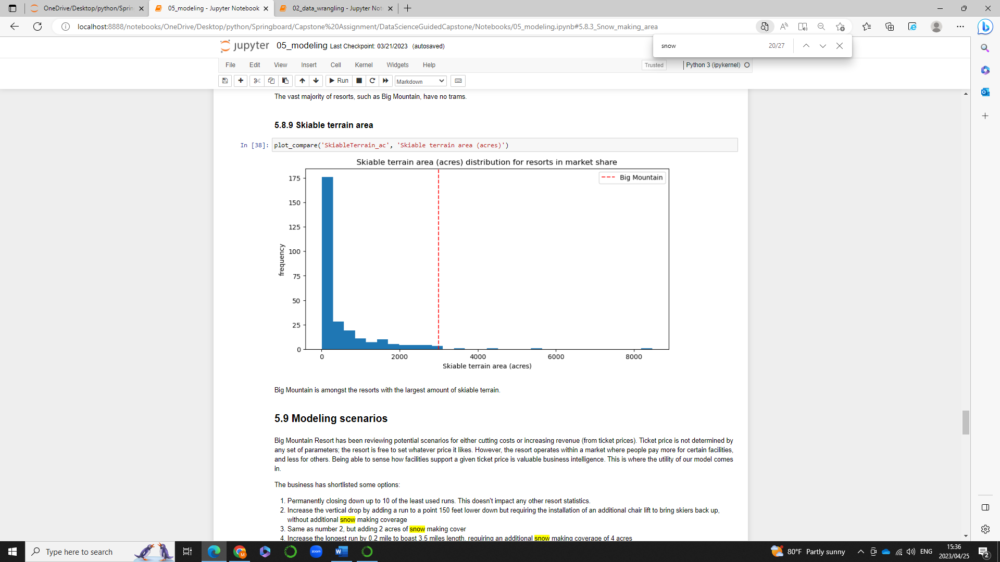 OneDrive/Desktop/python/Sprin
05_modeling - Jupyter Notebook
02_data_wrangling - Jupyter Not
localhost:8888/notebooks/OneDrive/Desktop/python/Springboard/Capstone%20Assignment/DataScienceGuidedCapstone/Notebooks/05_modeling.ipynb#5.8.3_Snow_making_area
snow
20/27
jupyter 05_modeling Last Checkpoint: 03/21/2023 (autosaved)
File Edit View Insert Cell Kernel Widgets Help
Trusted
Python 3 (ipykernel)
Run
Markdown
The vast majority of resorts, such as Big Mountain, have no trams.
5.8.9 Skiable terrain area
In [38]: plot_compare('SkiableTerrain_ac', 'Skiable terrain area (acres)')
Skiable terrain area (acres) distribution for resorts in market share
Big Mountain
175
150
125
100
75
50
25
0
frequency
0 2000 4000 6000 8000
Skiable terrain area (acres)
Big Mountain is amongst the resorts with the largest amount of skiable terrain.
5.9 Modeling scenarios
Big Mountain Resort has been reviewing potential scenarios for either cutting costs or increasing revenue (from ticket prices). Ticket price is not determined by
any set of parameters; the resort is free to set whatever price it likes. However, the resort operates within a market where people pay more for certain facilities,
and less for others. Being able to sense how facilities support a given ticket price is valuable business intelligence. This is where the utility of our model comes
in.
The business has shortlisted some options:
1. Permanently closing down up to 10 of the least used runs. This doesn't impact any other resort statistics.
2. Increase the vertical drop by adding a run to a point 150 feet lower down but requiring the installation of an additional chair lift to bring skiers back up,
without additional snow making coverage
3. Same as number 2, but adding 2 acres of snow making cover
4. Increase the longest run by 0.2 mile to boast 3.5 miles length, requiring an additional snow making coverage of 4 acres
Type here to search
zoom
80°F Partly sunny
ENG
15:36
2023/04/25
2